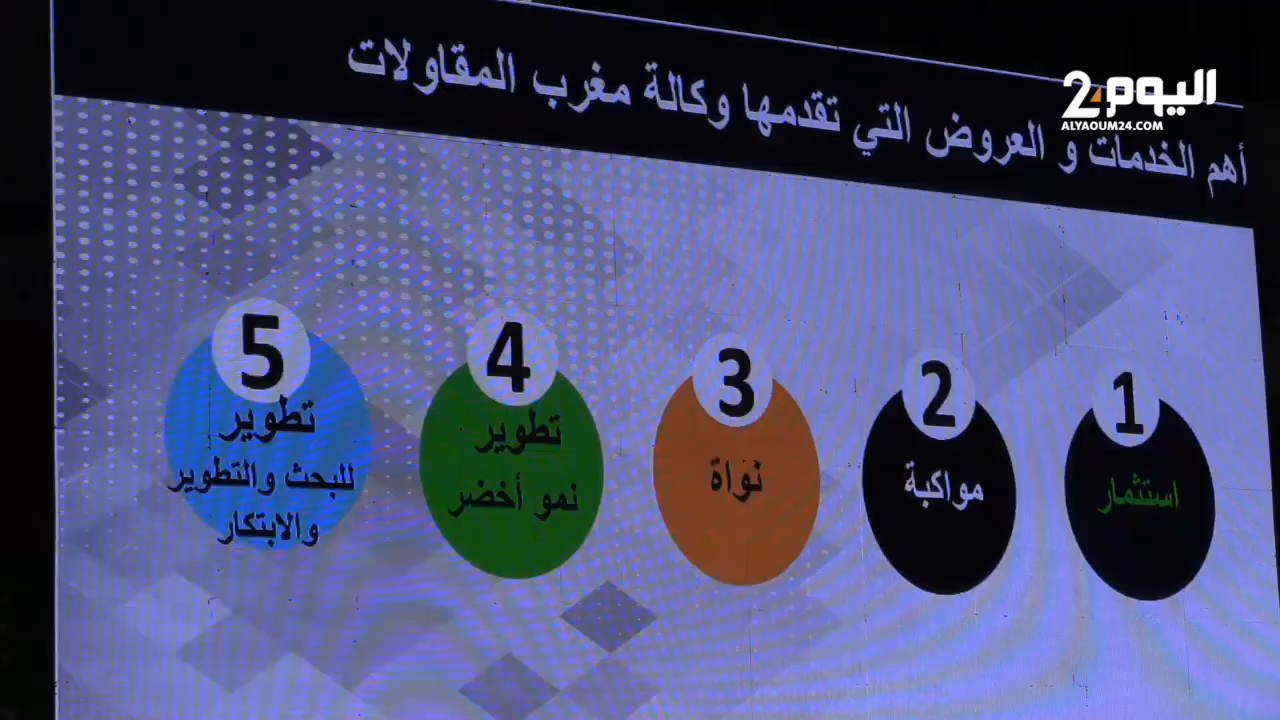 أهم الخدمات و العروض التي تقدمها وكالة مغرب المقاولات
اليوم24
ALYAOUM24.COM
1
استثمار
2
مواكبة
3
نواة
4
تطوير
نمو أخضر
5
تطوير
للبحث والتطوير
والابتكار